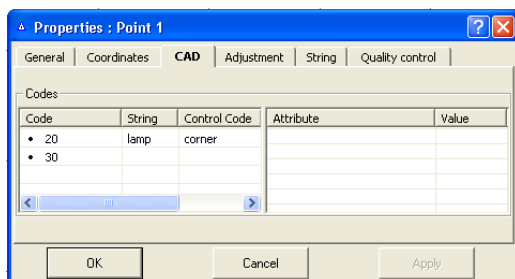 Properties : Point 1
General Coordinates CAD Adjustment String Quality control
Codes
Code String Control Code Attribute Value
• 20 lamp corner
• 30
OK Cancel Apply